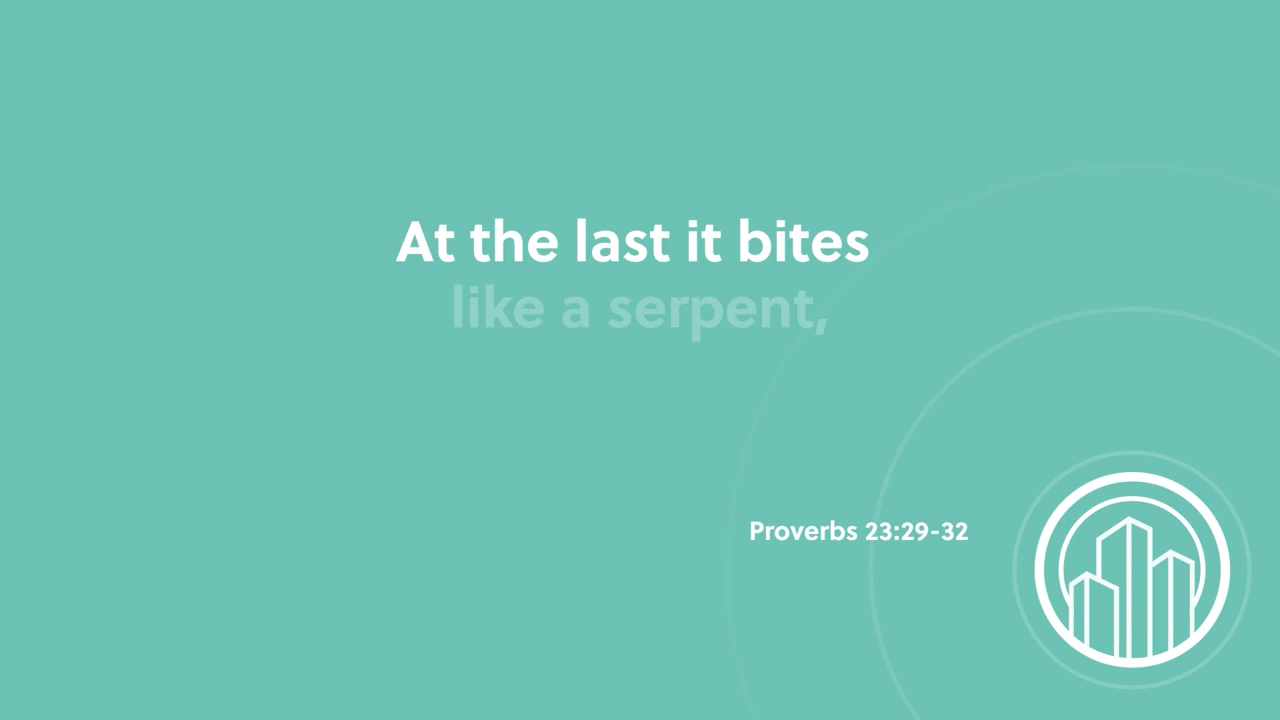 At the last it bites
like a serpent,
Proverbs 23:29-32